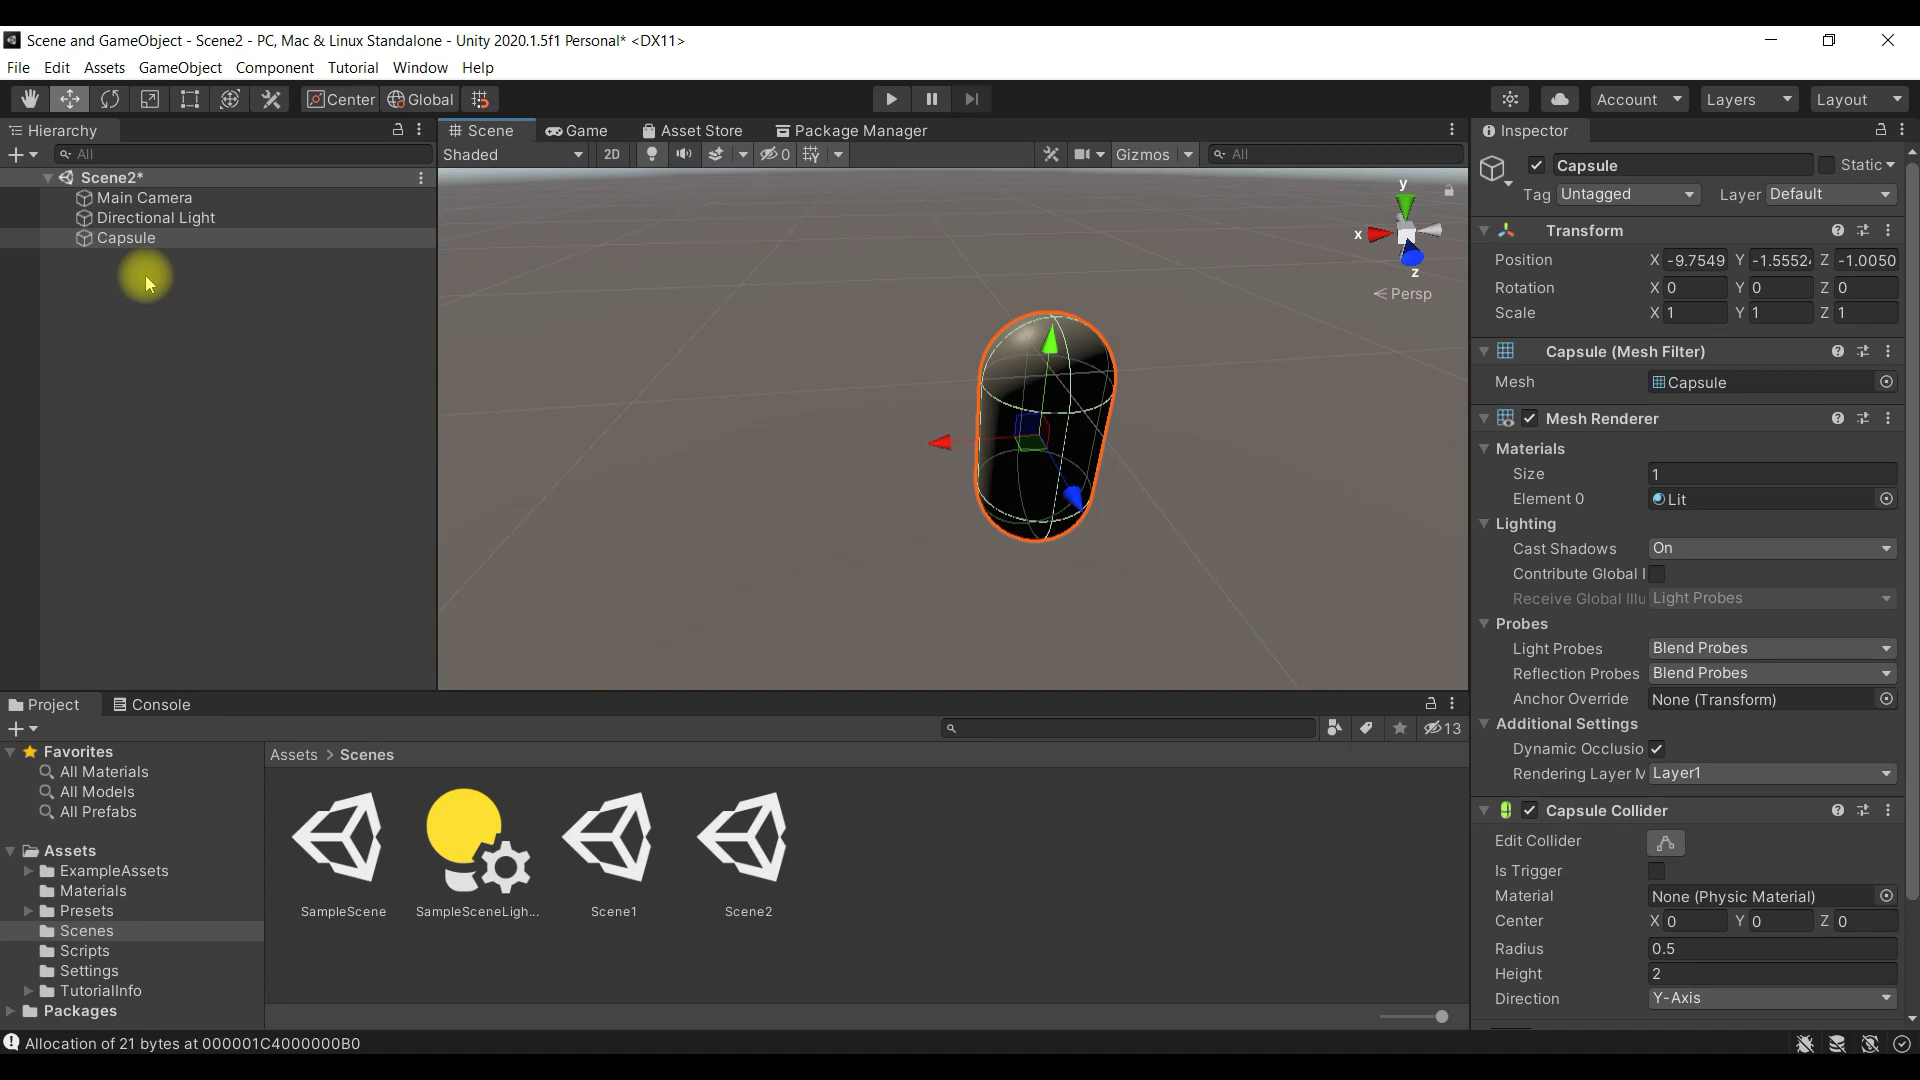 Scene and GameObject - Scene2 - PC, Mac & Linux Standalone - Unity 2020.1.5f1 Personal* <DX11>
File Edit Assets GameObject Component Tutorial Window Help
Center Global Account Layers Layout
Hierarchy
All
Scene2*
Main Camera
Directional Light
Capsule
Scene Game Asset Store Package Manager
Shaded 2D 0 Gizmos All
y
x
z
Persp
Inspector
Capsule Static
Tag Untagged Layer Default
Transform
Position X -9.7549 Y -1.5552 Z -1.0050
Rotation X 0 Y 0 Z 0
Scale X 1 Y 1 Z 1
Capsule (Mesh Filter)
Mesh Capsule
Mesh Renderer
Materials
Size 1
Element 0 Lit
Lighting
Cast Shadows On
Contribute Global I
Receive Global Illu Light Probes
Probes
Light Probes Blend Probes
Reflection Probes Blend Probes
Anchor Override None (Transform)
Additional Settings
Dynamic Occlusio
Rendering Layer M Layer1
Capsule Collider
Edit Collider
Is Trigger
Material None (Physic Material)
Center X 0 Y 0 Z 0
Radius 0.5
Height 2
Direction Y-Axis
Project Console
13
Favorites
All Materials
All Models
All Prefabs
Assets
ExampleAssets
Materials
Presets
Scenes
Scripts
Settings
TutorialInfo
Packages
Assets > Scenes
SampleScene SampleSceneLigh... Scene1 Scene2
Allocation of 21 bytes at 000001C4000000B0